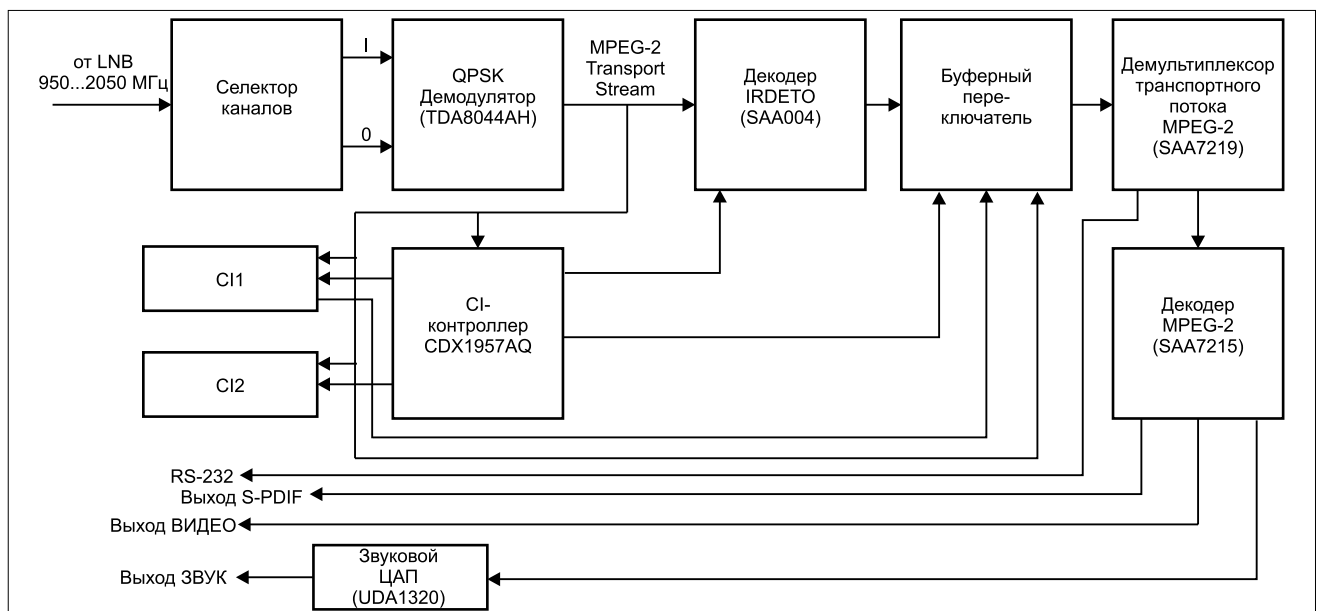 от LNB
950...2050 МГц
Селектор
каналов
I
0
QPSK
Демодулятор
(TDA8044AH)
MPEG-2
Transport
Stream
Декодер
IRDETO
(SAA004)
Буферный
пере-
ключатель
Демультиплексор
транспортного
потока
MPEG-2
(SAA7219)
CI1
CI-
контроллер
CDX1957AQ
Декодер
MPEG-2
(SAA7215)
CI2
RS-232
Выход S-PDIF
Выход ВИДЕО
Выход ЗВУК
Звуковой
ЦАП
(UDA1320)